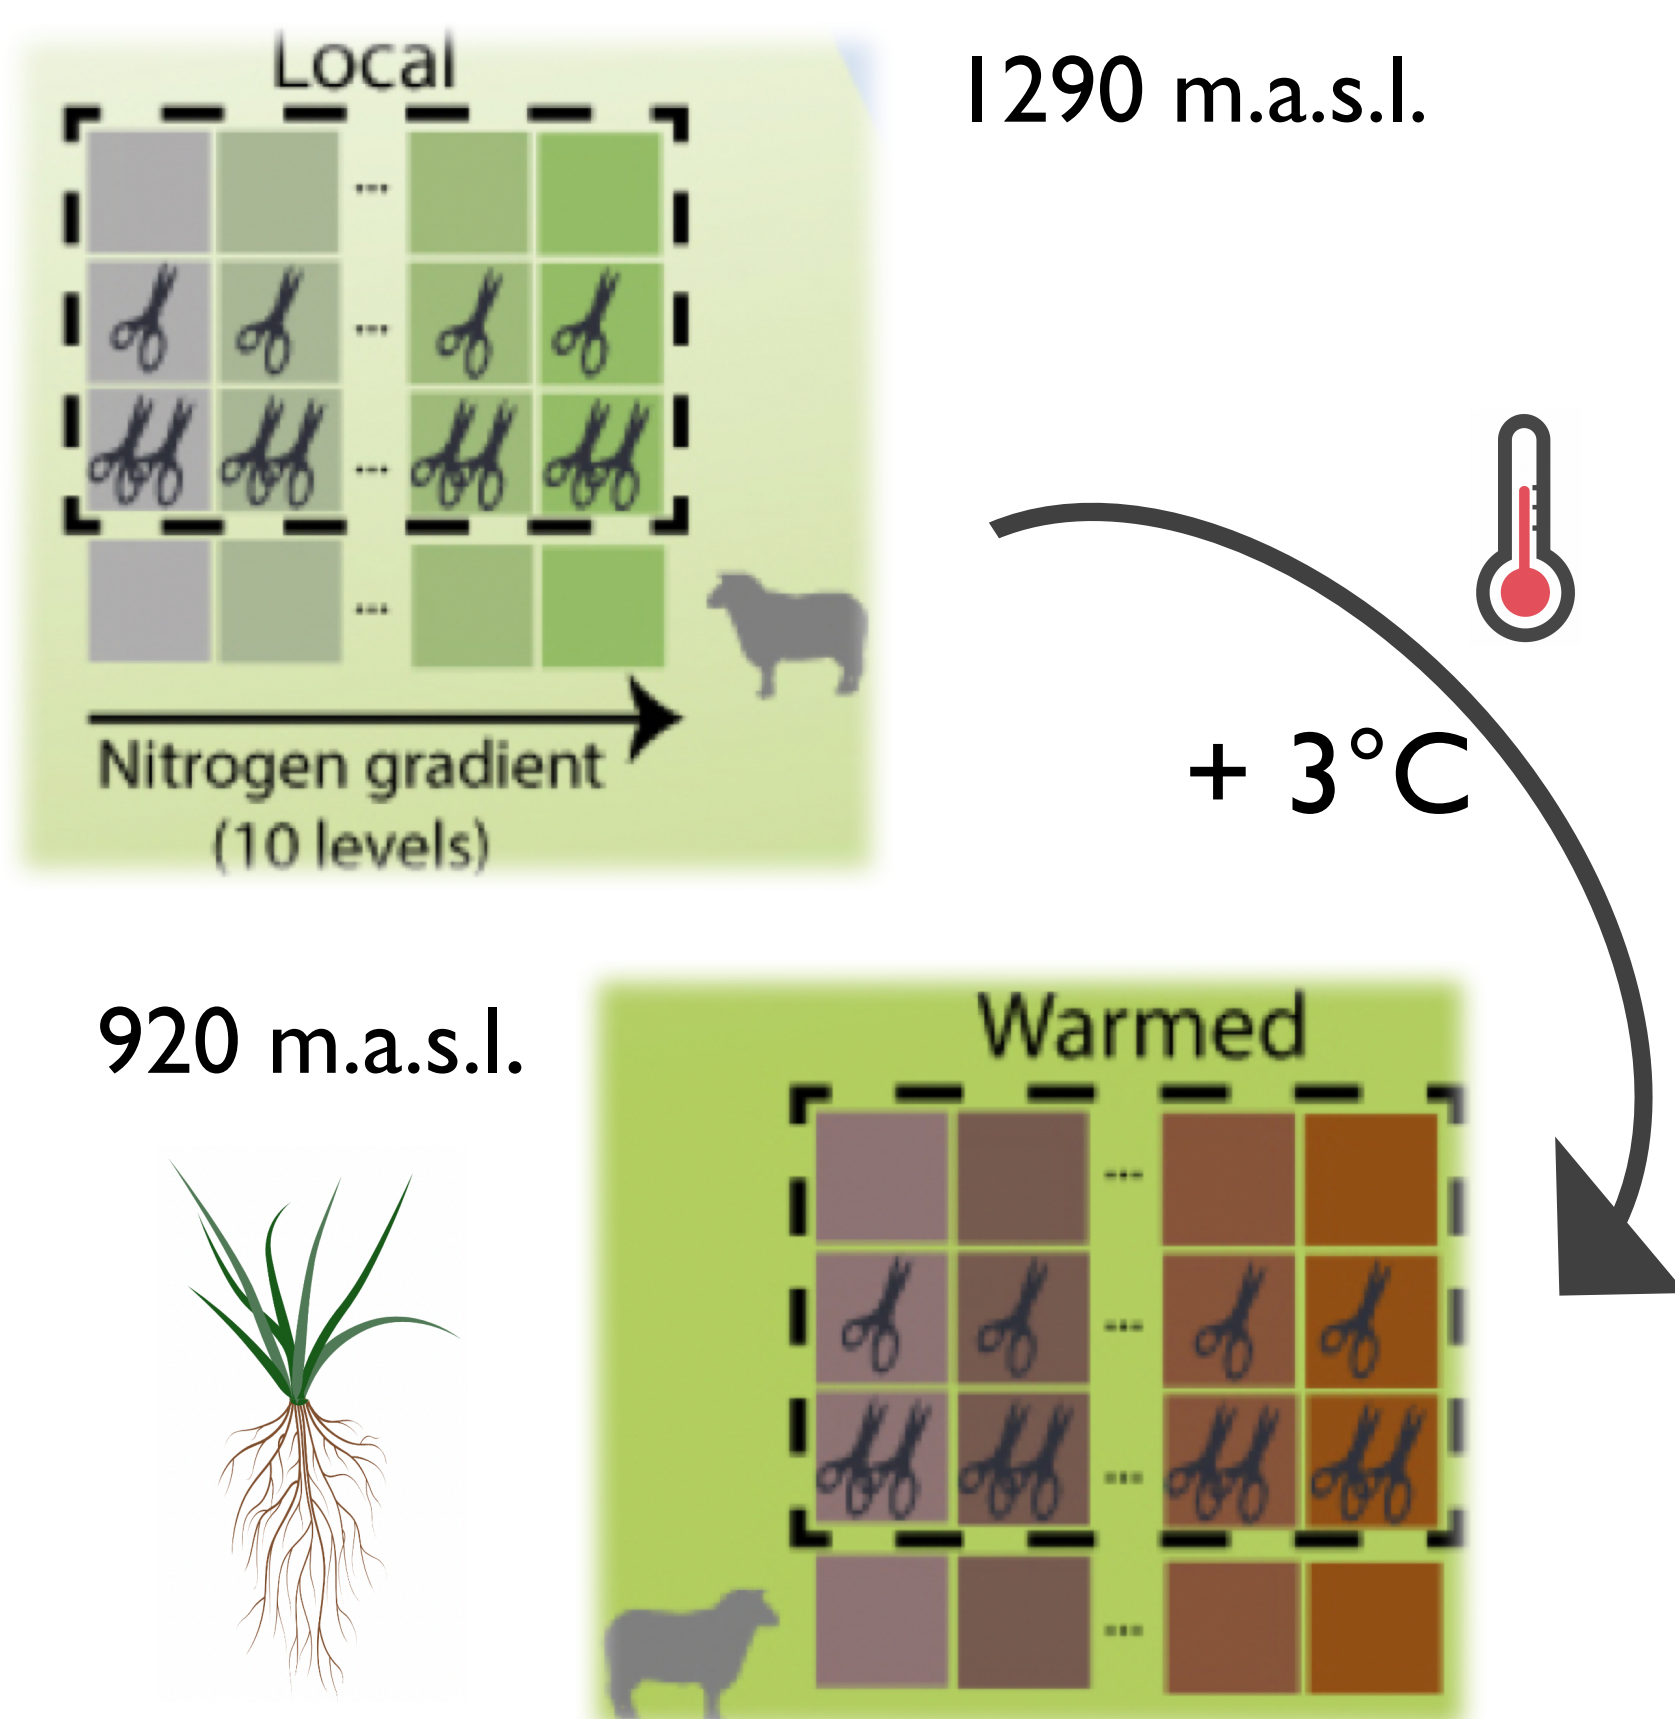 Local
1290 m.a.s.l.
...
...
...
...
Nitrogen gradient
(10 levels)
+ 3°C
920 m.a.s.l.
Warmed
...
...
...
...